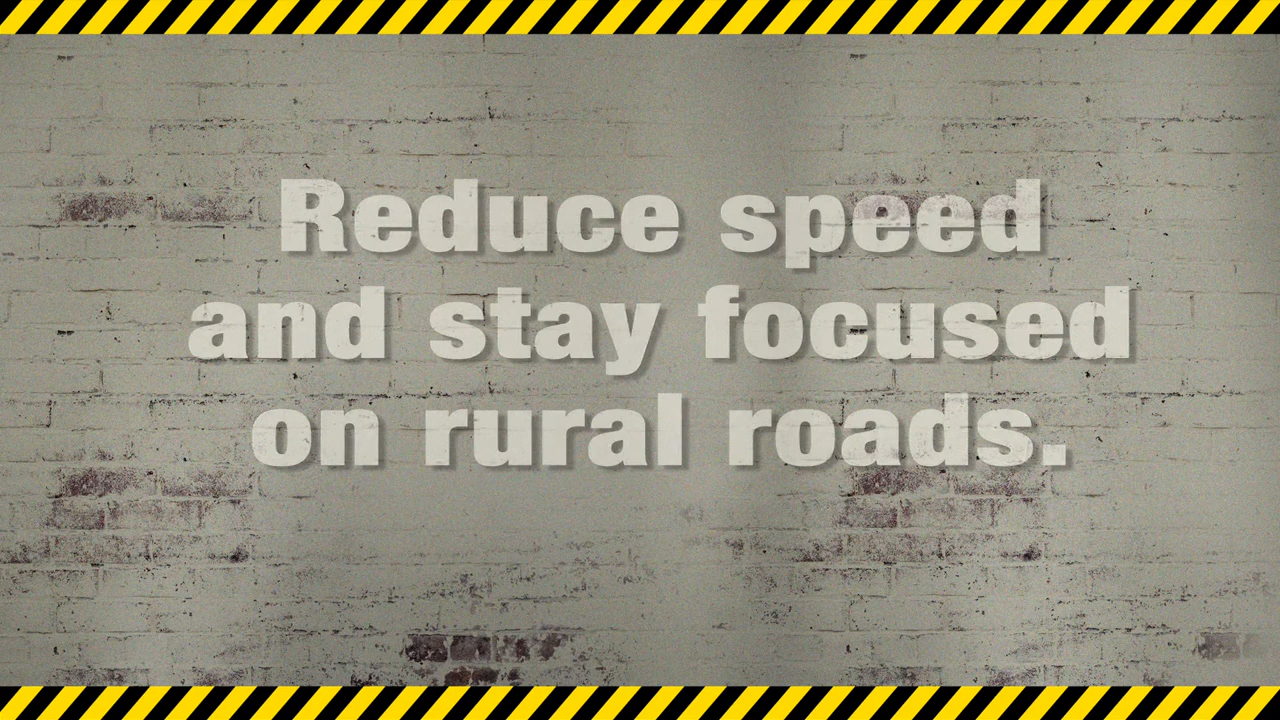 Reduce speed
and stay focused
on rural roads.